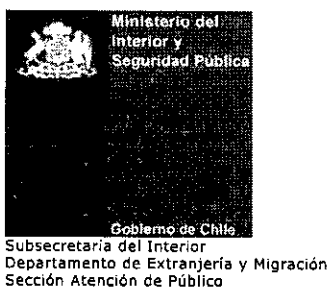 Ministerio del
Interior y
Seguridad Pública
Gobierno de Chile
Subsecretaría del Interior
Departamento de Extranjería y Migración
Sección Atención de Público